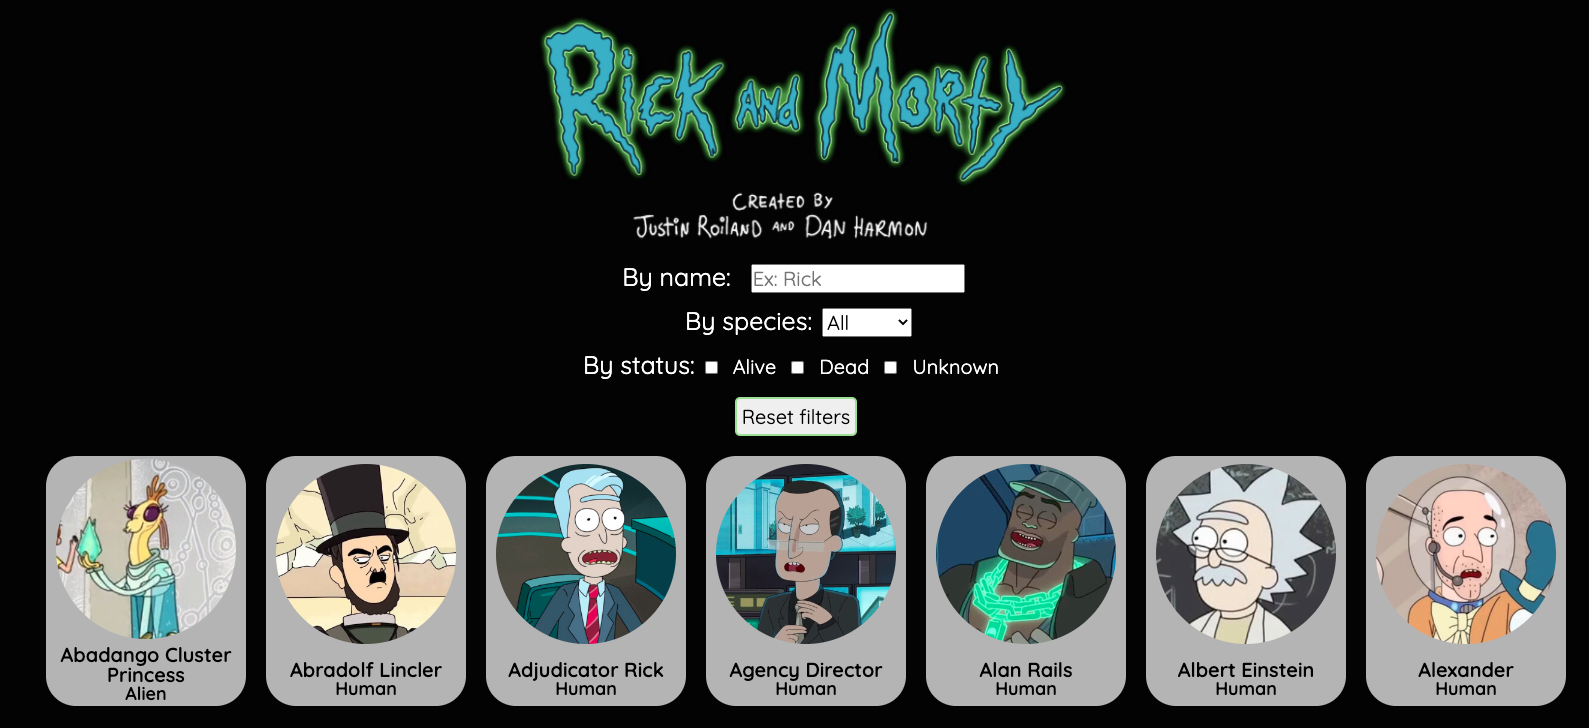 Rick and Morty
Created by
Justin Roiland and Dan Harmon
By name: Ex: Rick
By species: All
By status: Alive Dead Unknown
Reset filters
Abadango Cluster
Princess
Alien
Abradolf Lincler
Human
Adjudicator Rick
Human
Agency Director
Human
Alan Rails
Human
Albert Einstein
Human
Alexander
Human